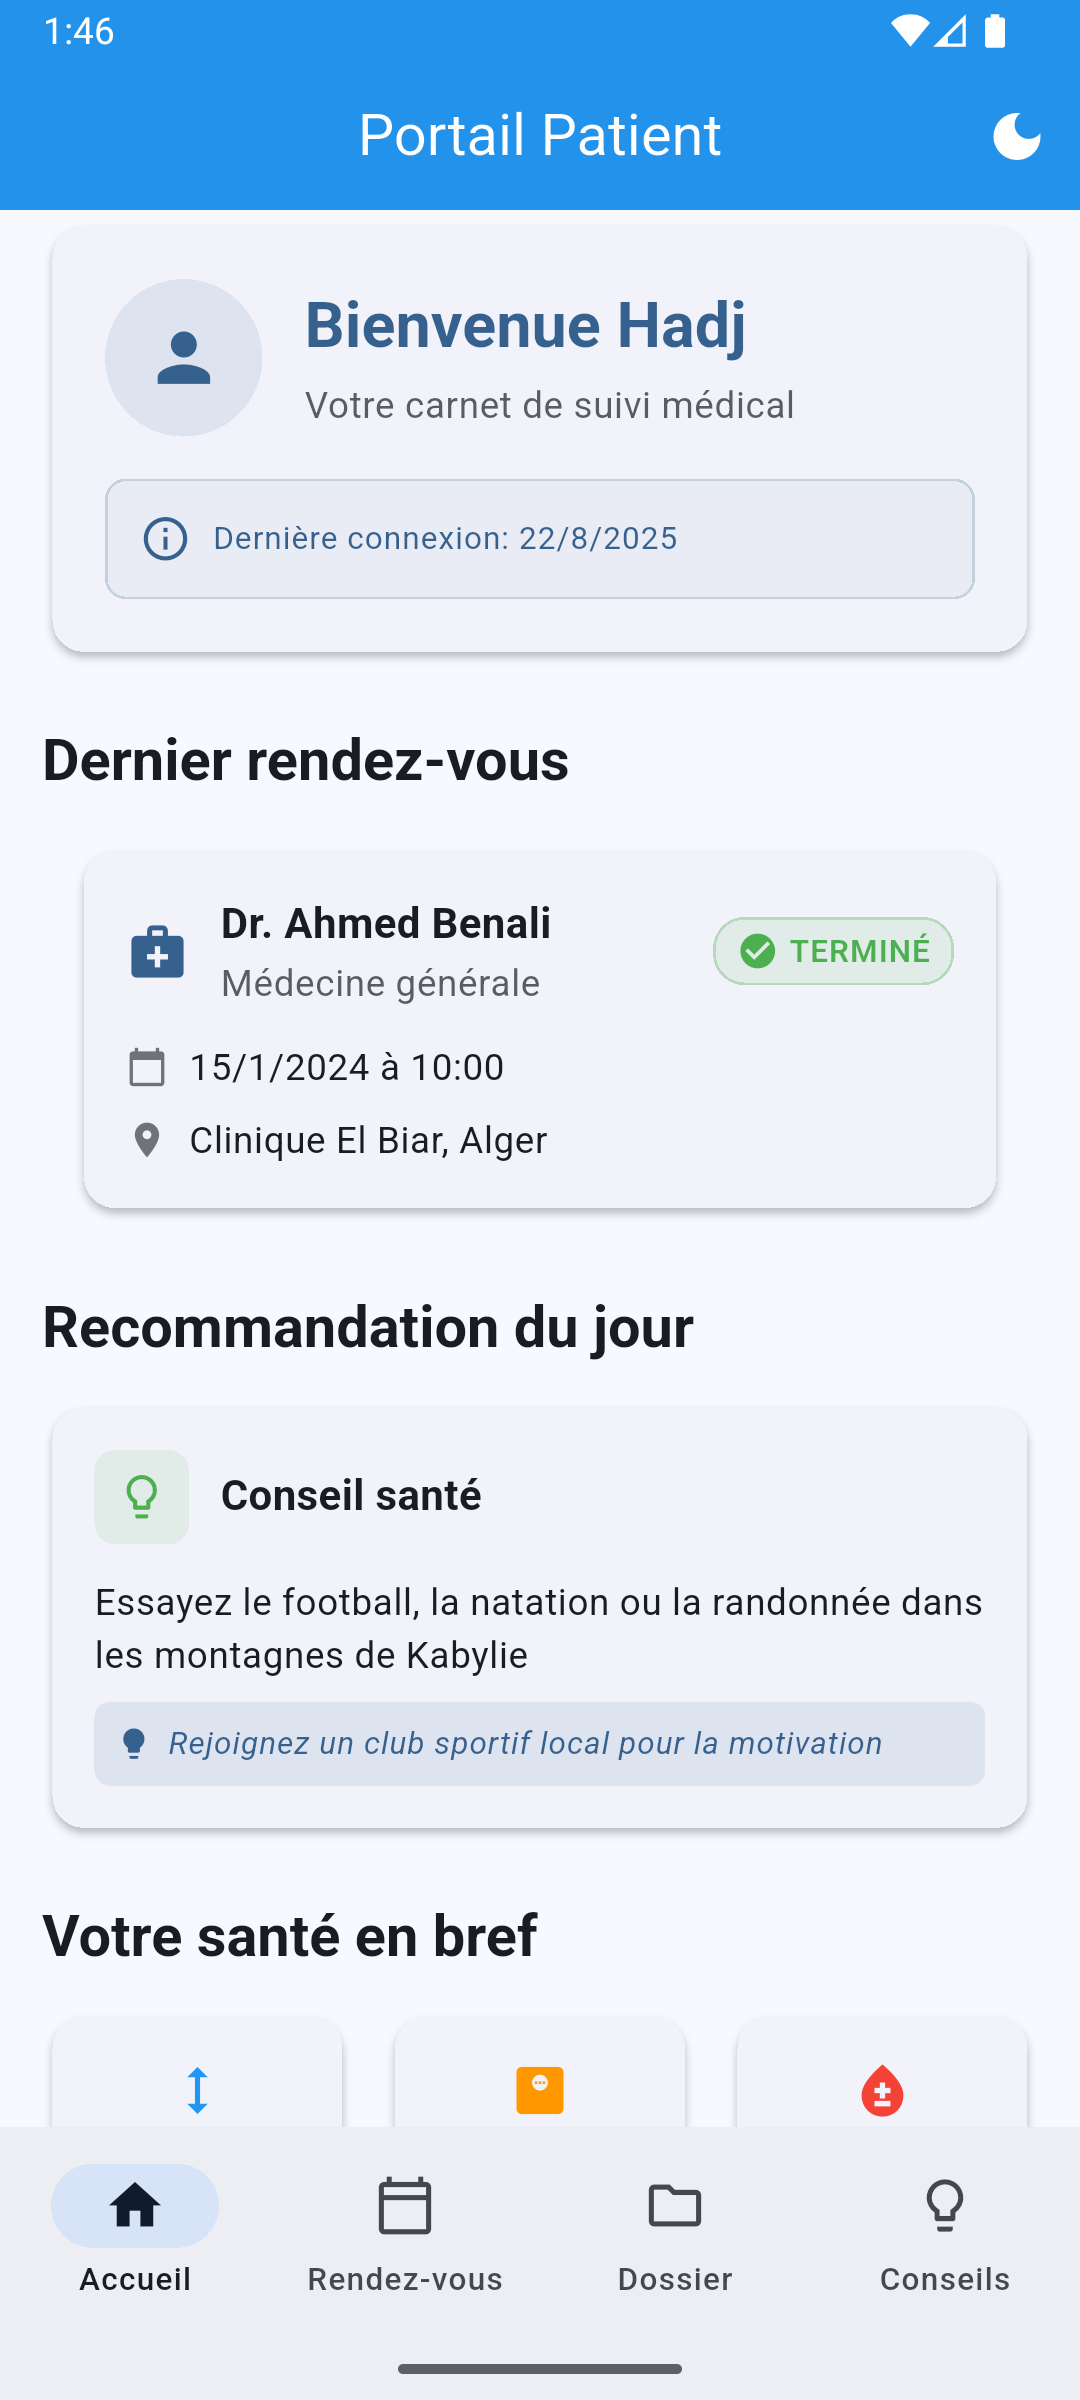 1:46
Portail Patient
Bienvenue Hadj
Votre carnet de suivi médical
Dernière connexion: 22/8/2025
Dernier rendez-vous
Dr. Ahmed Benali
Médecine générale
TERMINÉ
15/1/2024 à 10:00
Clinique El Biar, Alger
Recommandation du jour
Conseil santé
Essayez le football, la natation ou la randonnée dans
les montagnes de Kabylie
Rejoignez un club sportif local pour la motivation
Votre santé en bref
Accueil
Rendez-vous
Dossier
Conseils